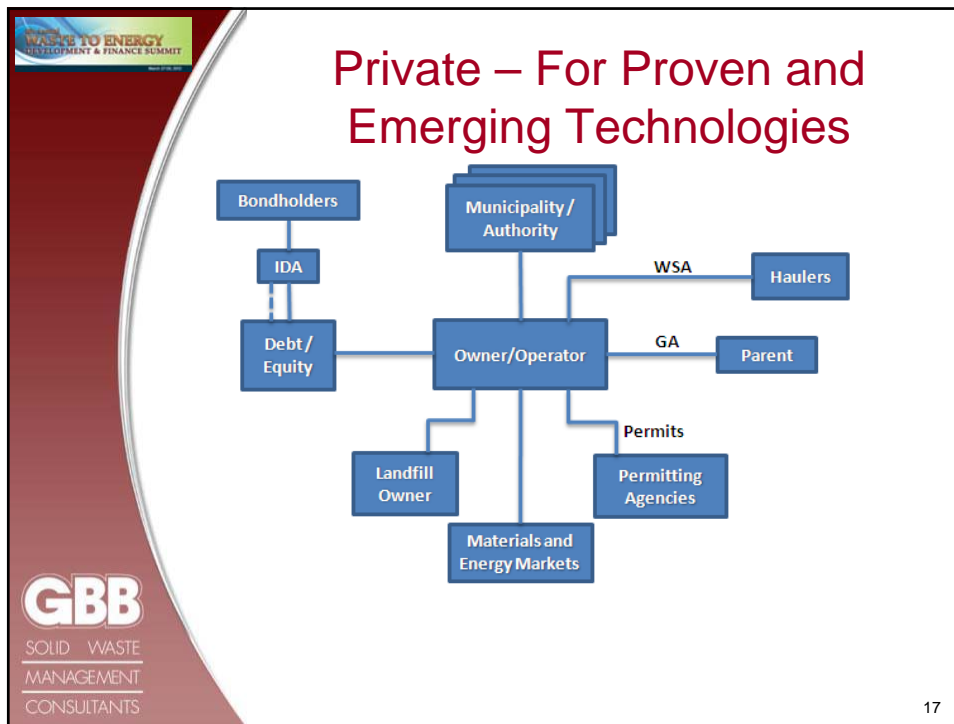 WASTE TO ENERGY
DEVELOPMENT & FINANCE SUMMIT
Private – For Proven and
Emerging Technologies
Bondholders
Municipality /
Authority
IDA
WSA
Haulers
Debt /
Equity
Owner/Operator
GA
Parent
Permits
Landfill
Owner
Permitting
Agencies
Materials and
Energy Markets
GBB
SOLID WASTE
MANAGEMENT
CONSULTANTS
17